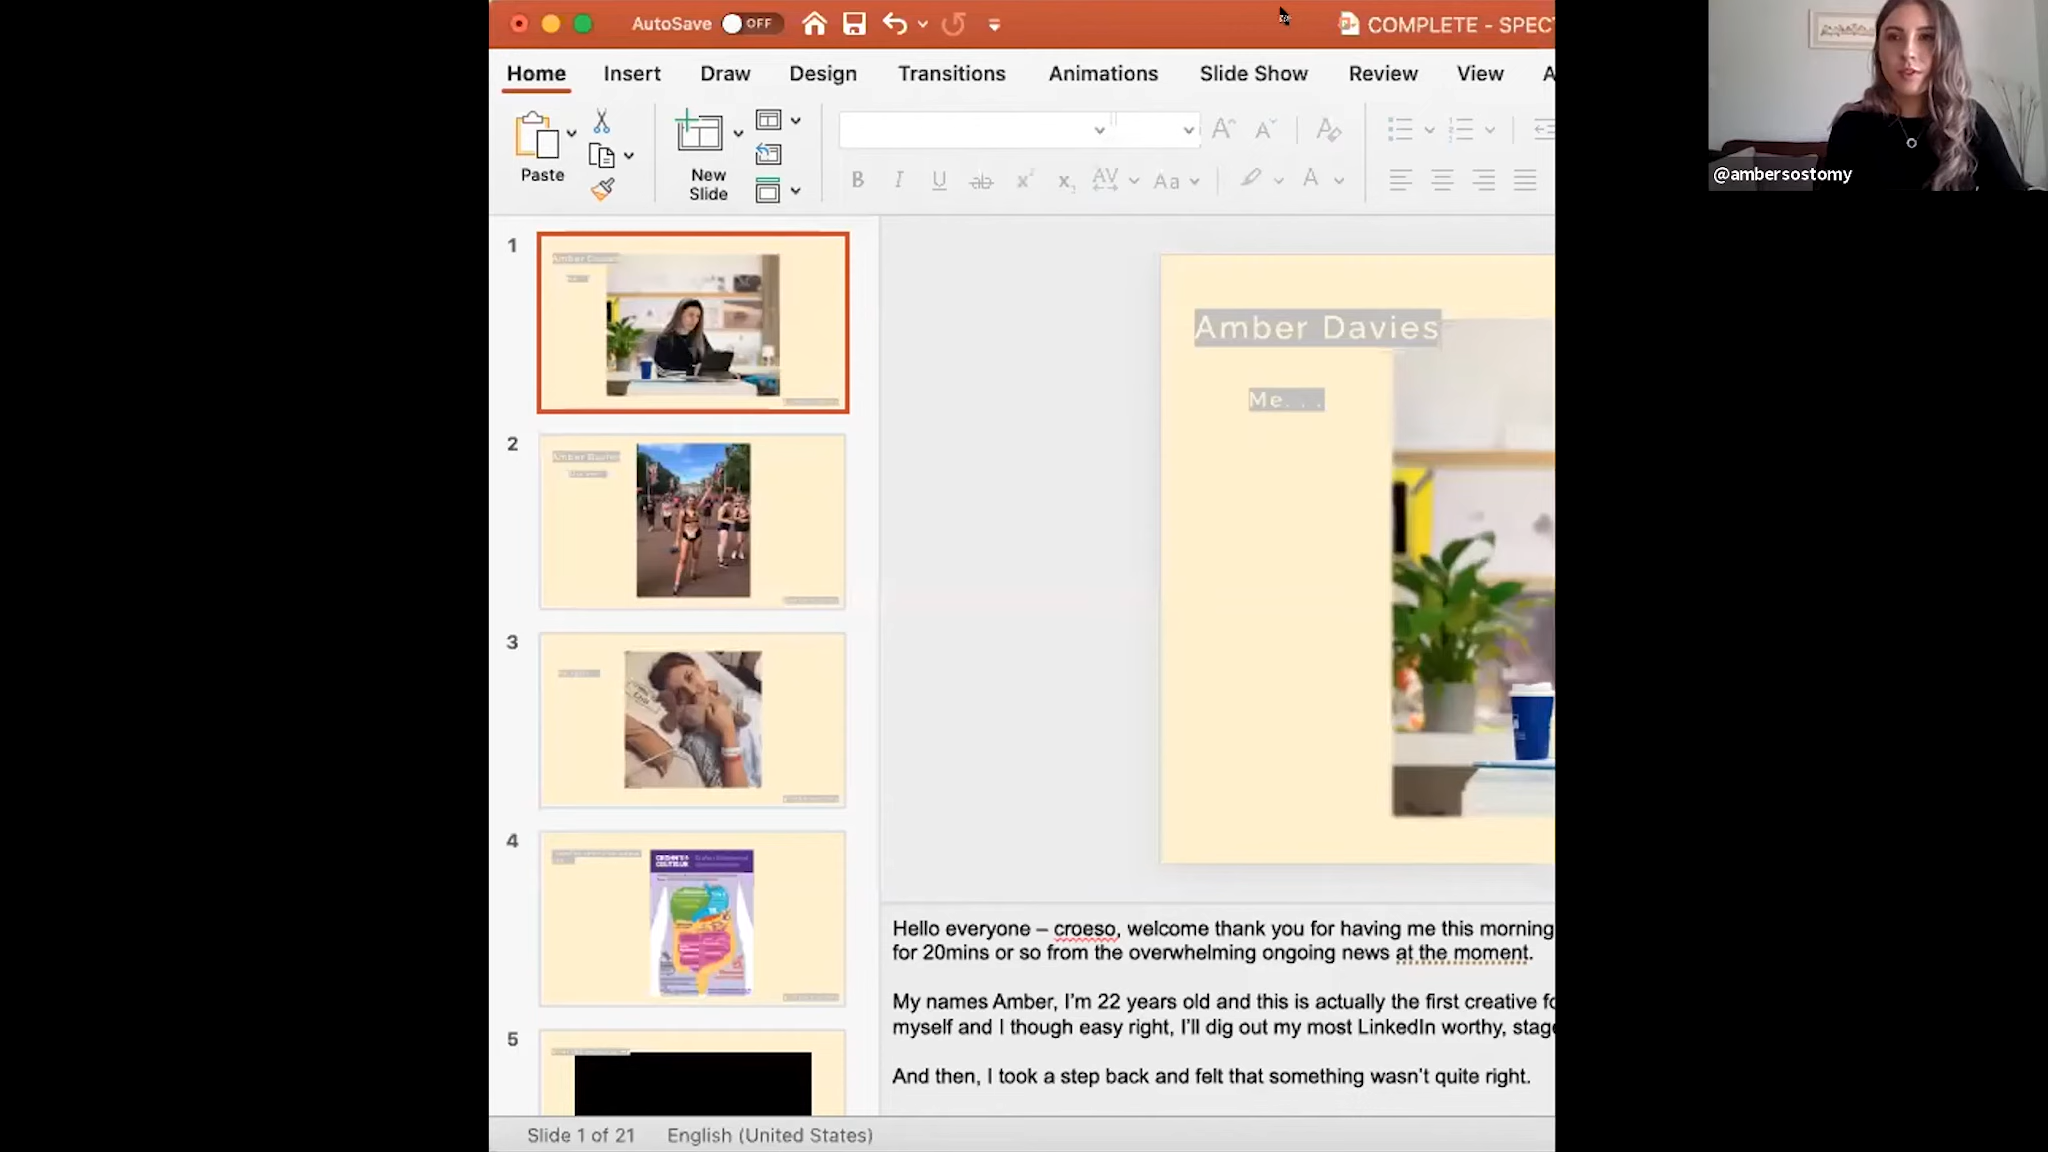 AutoSave OFF
COMPLETE - SPEC
Home Insert Draw Design Transitions Animations Slide Show Review View A
Paste
New
Slide
@ambersostomy
1
2
3
4
CROHN'S &
COLITIS UK
5
Amber Davies
Me. . .
Hello everyone – croeso, welcome thank you for having me this morning
for 20mins or so from the overwhelming ongoing news at the moment.
My names Amber, I'm 22 years old and this is actually the first creative fo
myself and I though easy right, I'll dig out my most LinkedIn worthy, stag
And then, I took a step back and felt that something wasn't quite right.
Slide 1 of 21 English (United States)